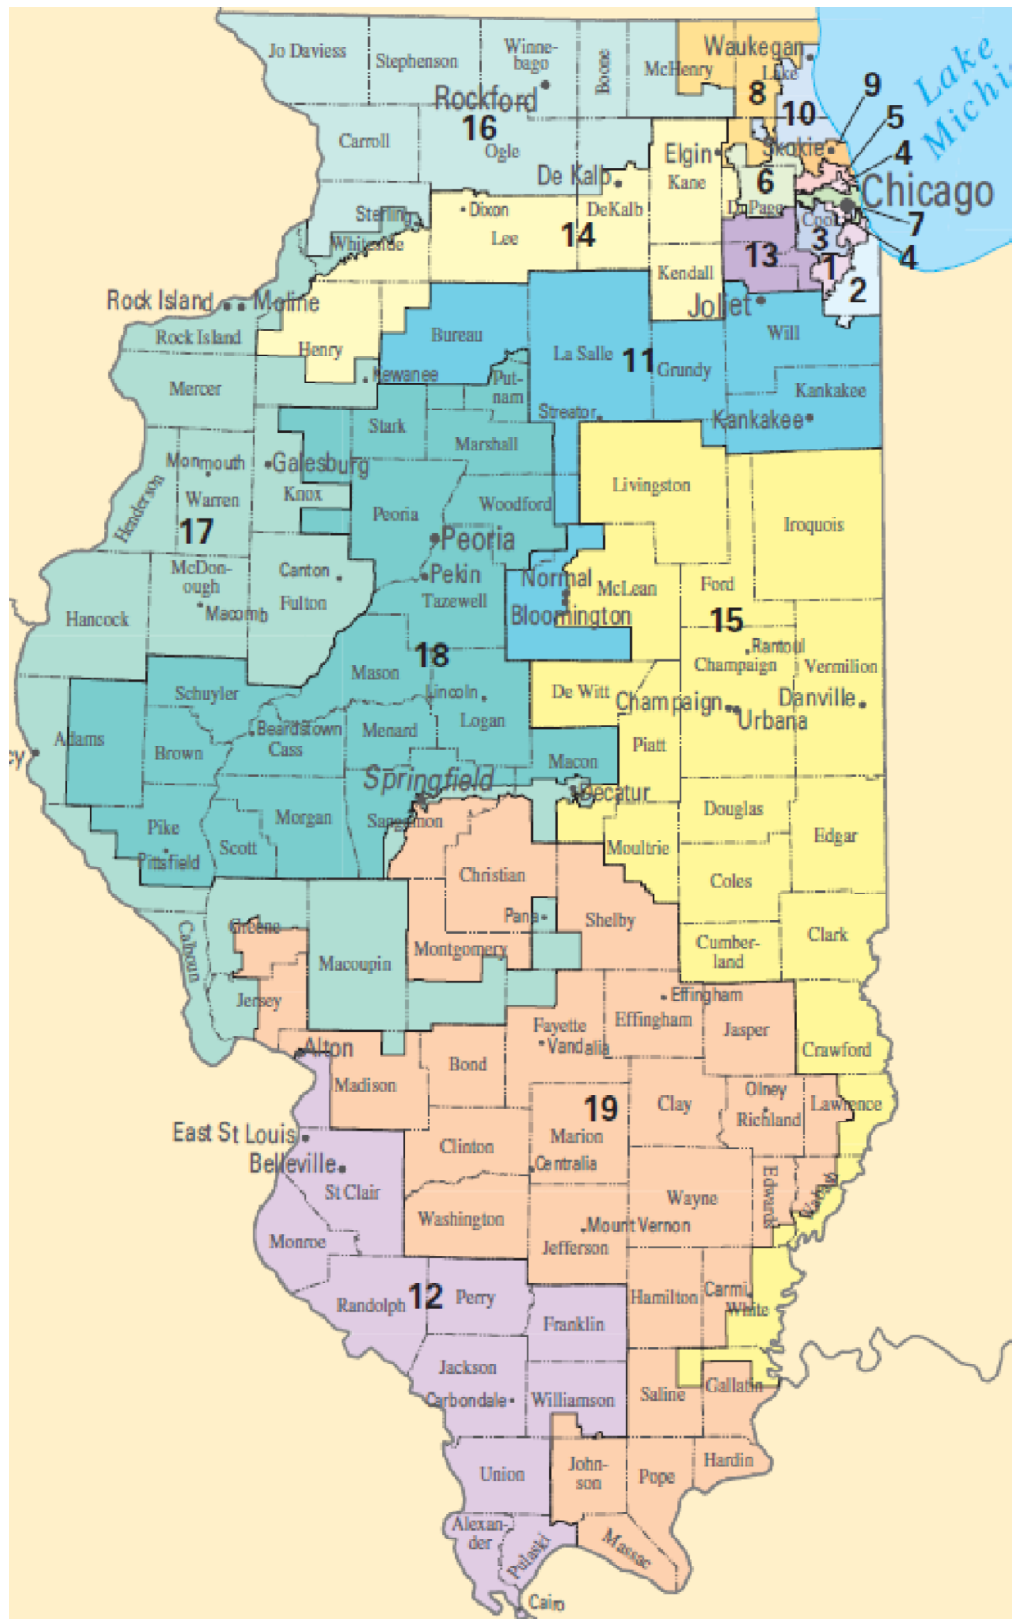 Jo Daviess
Stephenson
Winne-
bago
Boone
McHenry
Waukegan
Lake
Lake
Michi
Rockford
8
10
9
5
4
16
Ogle
Carroll
Elgin
Skokie
Chicago
De Kalb
Kane
6
Sterling
Dixon
DeKalb
Cook
7
Whiteside
Lee
14
3
4
13
1
Kendall
2
Rock Island
Moline
Joliet
Rock Island
Bureau
Will
Henry
La Salle
11
Grundy
Mercer
Kewanee
Put-
nam
Kankakee
Stark
Streator
Kankakee
Marshall
Monmouth
Galesburg
Livingston
Warren
Knox
Henderson
Peoria
Woodford
Iroquois
17
Peoria
McDon-
ough
Canton
Pekin
Normal
McLean
Ford
Macomb
Fulton
Tazewell
Bloomington
15
Hancock
Rantoul
18
Champaign
Vermilion
Mason
Schuyler
Lincoln
De Witt
Champaign
Danville
Logan
Urbana
Beardstown
Menard
Adams
Brown
Cass
Piatt
cy
Macon
Springfield
Decatur
Douglas
Pike
Morgan
Sangamon
Edgar
Scott
Moultrie
Pittsfield
Christian
Coles
Pana
Shelby
Greene
Clark
Calhoun
Montgomery
Cumber-
land
Macoupin
Jersey
Effingham
Fayette
Effingham
Jasper
Alton
Vandalia
Crawford
Bond
Madison
Olney
19
Clay
Richland
Lawrence
East St Louis
Marion
Clinton
Belleville
Centralia
St Clair
Wayne
Edwards
Wabash
Washington
Mount Vernon
Monroe
Jefferson
12
Perry
Hamilton
Carmi
Randolph
White
Franklin
Jackson
Carbondale
Williamson
Saline
Gallatin
Union
John-
son
Pope
Hardin
Alexan-
der
Pulaski
Massac
Cairo